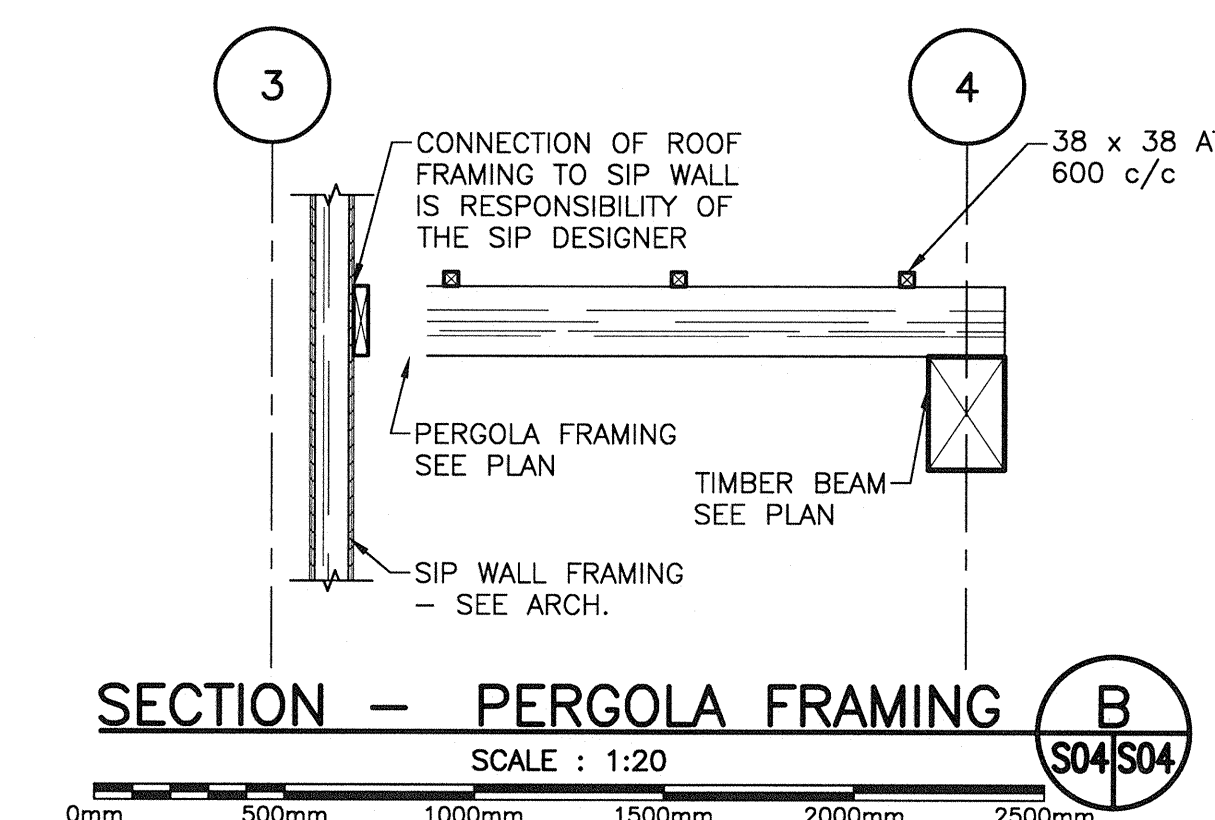 3
4
CONNECTION OF ROOF
FRAMING TO SIP WALL
IS RESPONSIBILITY OF
THE SIP DESIGNER
38 x 38
600 c/c
PERGOLA FRAMING
SEE PLAN
TIMBER BEAM
SEE PLAN
SIP WALL FRAMING
– SEE ARCH.
SECTION – PERGOLA FRAMING
B
S04 S04
SCALE : 1:20
0mm 500mm 1000mm 1500mm 2000mm 2500mm